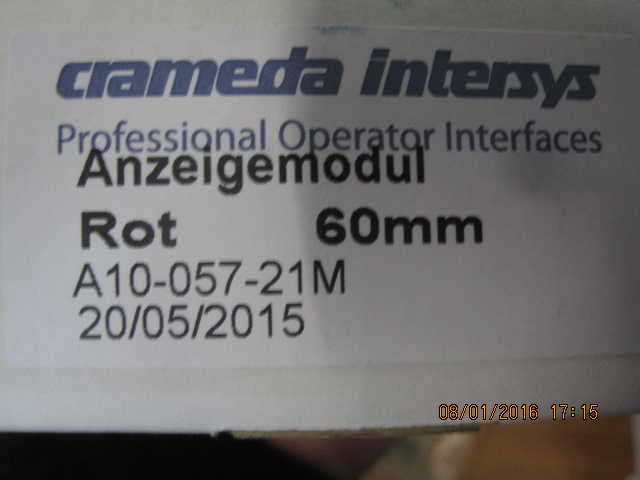 crameda intersys
Professional Operator Interfaces
Anzeigemodul
Rot 60mm
A10-057-21M
20/05/2015
08/01/2016 17:15